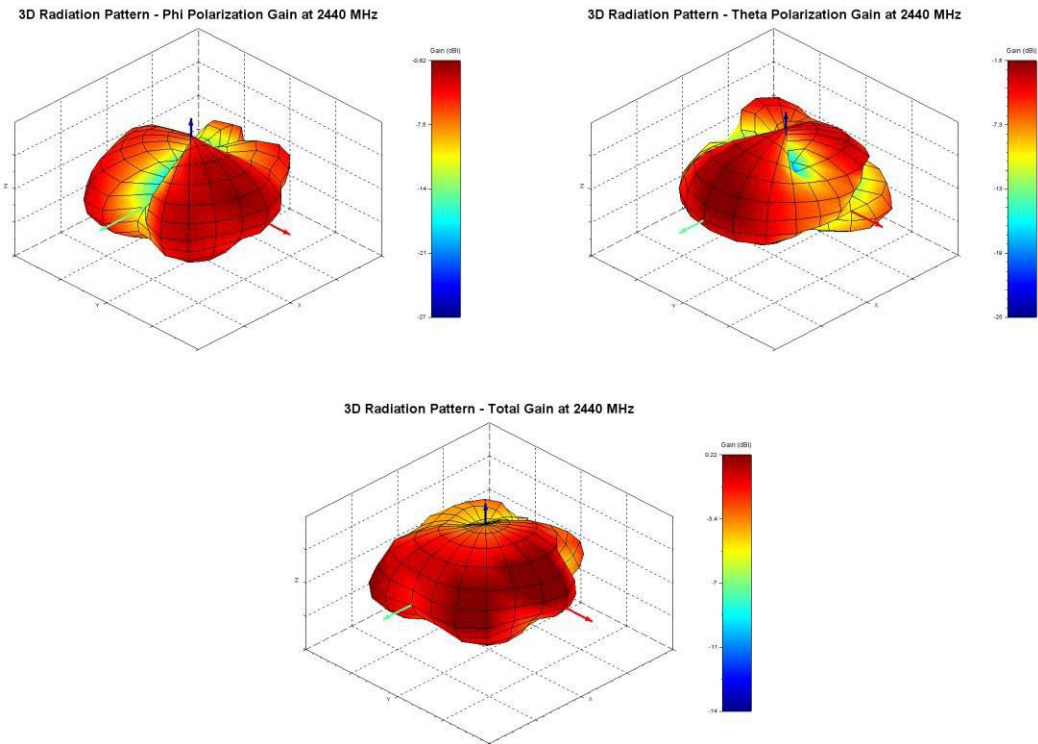 3D Radiation Pattern - Phi Polarization Gain at 2440 MHz
Gain (dBi)
-0.82
-7.5
-14
-21
-27
Z
Y
X
3D Radiation Pattern - Theta Polarization Gain at 2440 MHz
Gain (dBi)
-1.6
-7.3
-13
-19
-25
Z
Y
X
3D Radiation Pattern - Total Gain at 2440 MHz
Gain (dBi)
0.22
-3.4
-7
-11
-14
Z
Y
X